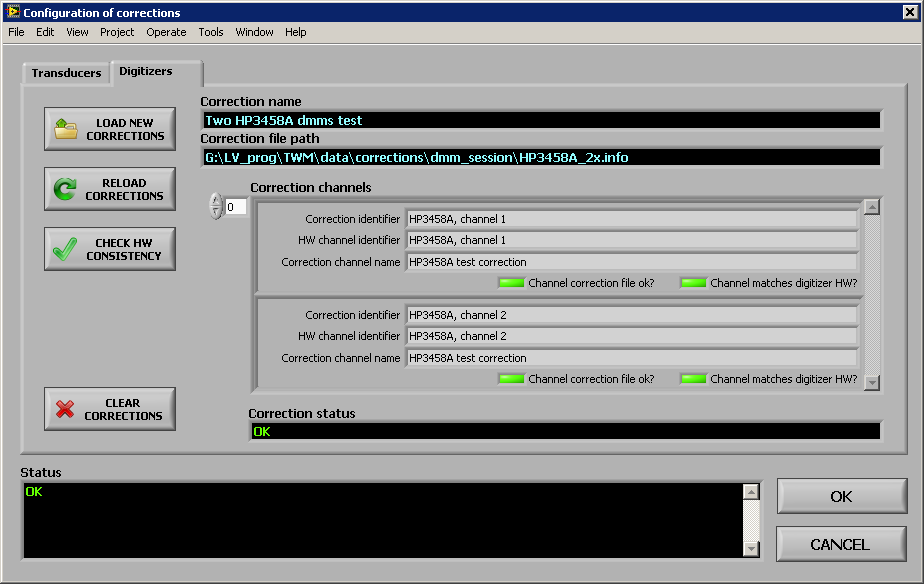 Configuration of corrections
File Edit View Project Operate Tools Window Help
Transducers
Digitizers
LOAD NEW
CORRECTIONS
RELOAD
CORRECTIONS
CHECK HW
CONSISTENCY
CLEAR
CORRECTIONS
Correction name
Two HP3458A dmms test
Correction file path
G:\LV_prog\TWM\data\corrections\dmm_session\HP3458A_2x.info
Correction channels
0
Correction identifier HP3458A, channel 1
HW channel identifier HP3458A, channel 1
Correction channel name HP3458A test correction
Channel correction file ok? Channel matches digitizer HW?
Correction identifier HP3458A, channel 2
HW channel identifier HP3458A, channel 2
Correction channel name HP3458A test correction
Channel correction file ok? Channel matches digitizer HW?
Correction status
OK
Status
OK
OK
CANCEL